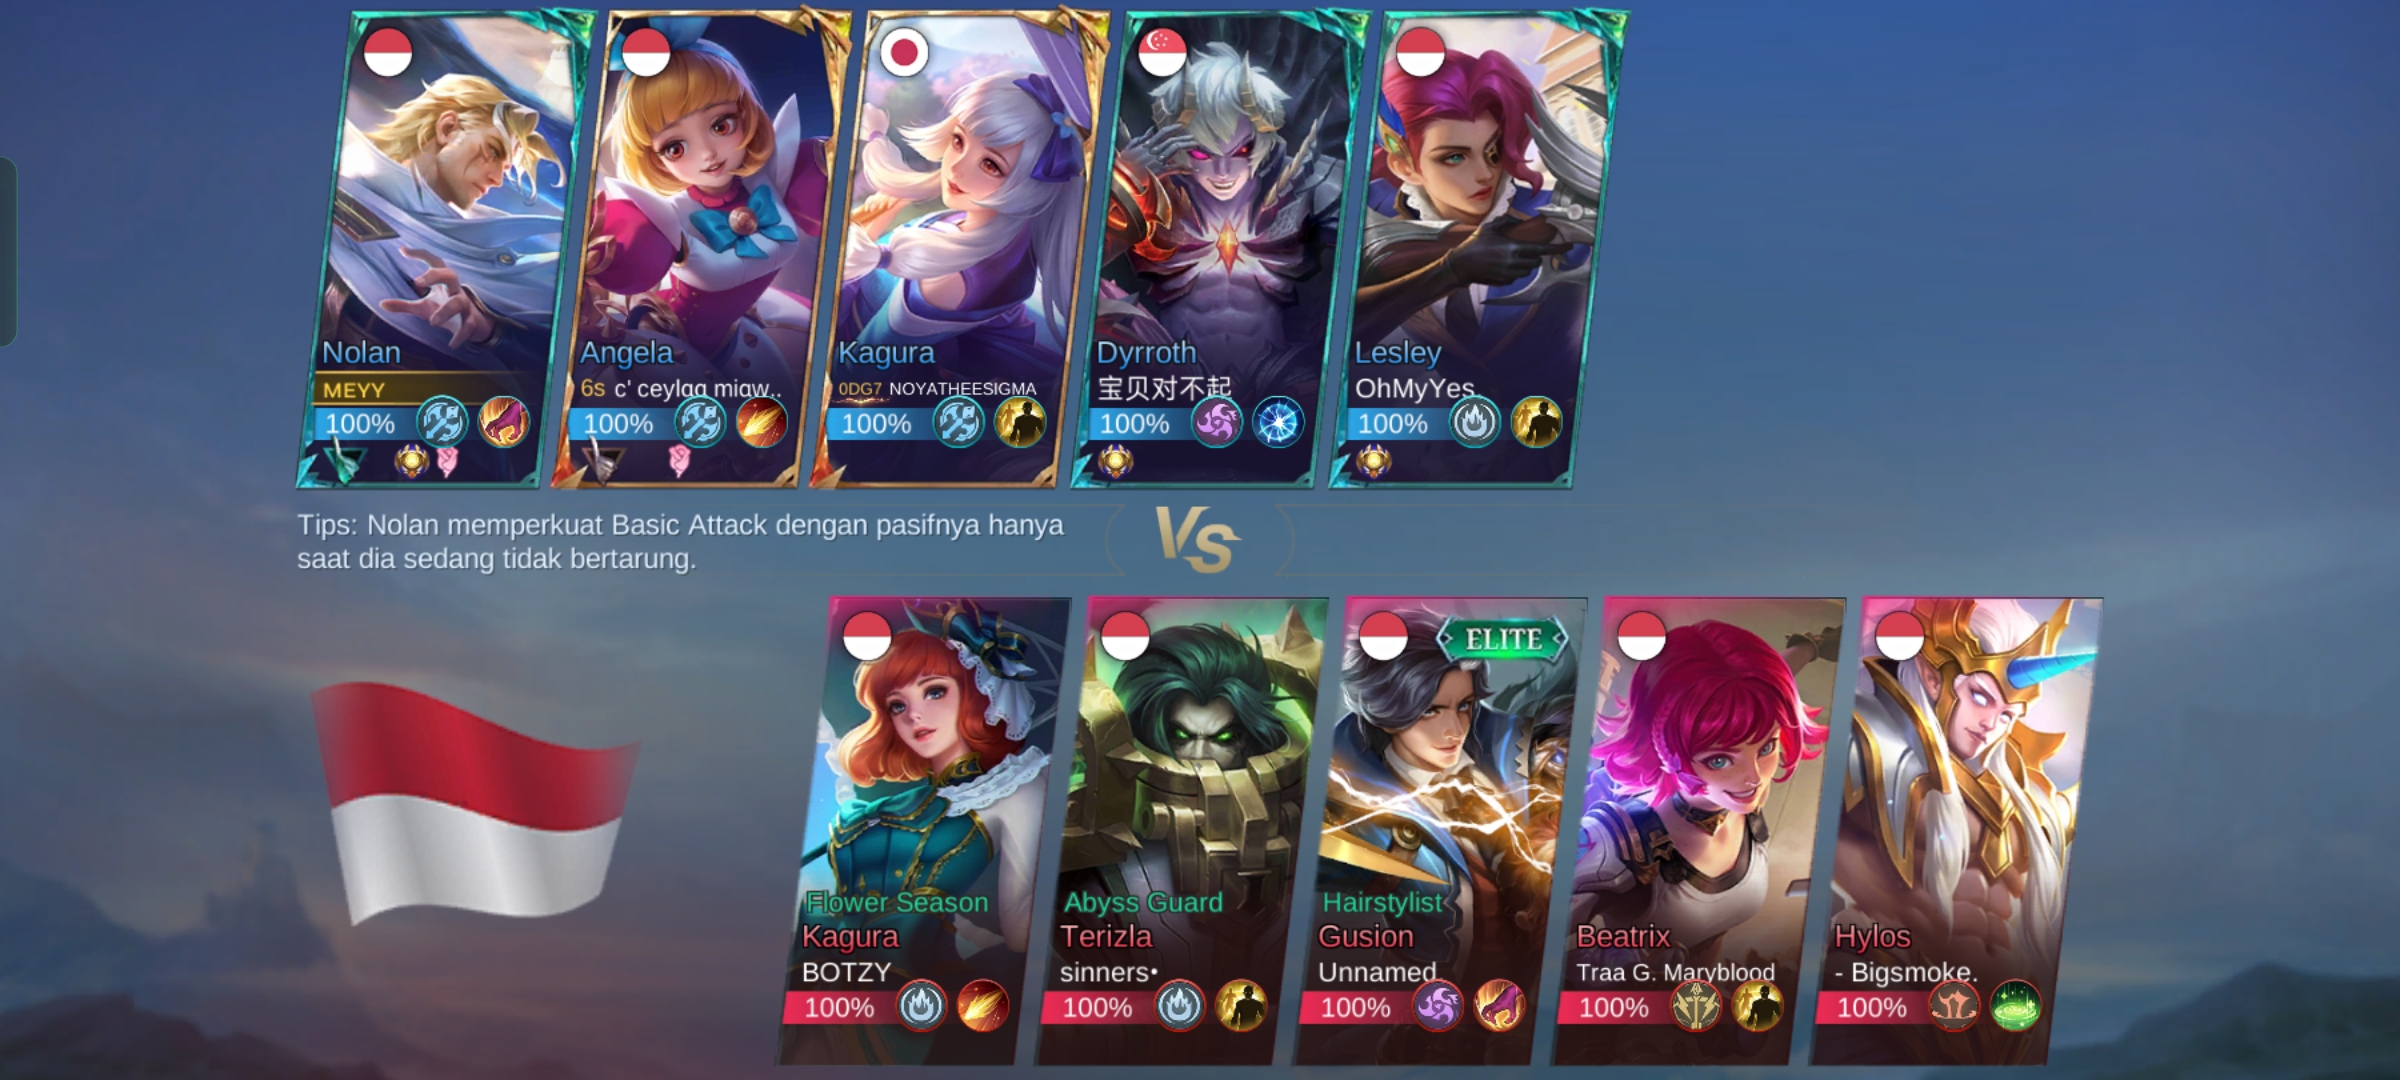 Nolan
MEYY
100%
Angela
6s c' ceylgg migw..
100%
Kagura
0DG7 NOYATHEESIGMA
100%
Dyrroth
宝贝对不起
100%
Lesley
OhMyYes.
100%
Tips: Nolan memperkuat Basic Attack dengan pasifnya hanya
saat dia sedang tidak bertarung.
VS
Flower Season
Kagura
BOTZY
100%
Abyss Guard
Terizla
sinners•
100%
ELITE
Hairstylist
Gusion
Unnamed
100%
Beatrix
Traa G. Maryblood
100%
Hylos
- Bigsmoke.
100%